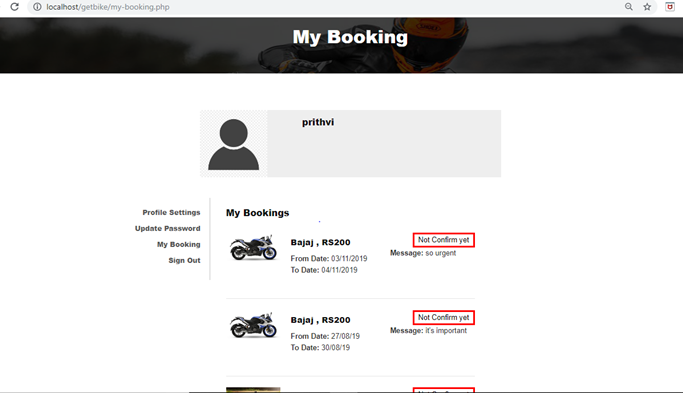 localhost/getbike/my-booking.php
My Booking
prithvi
Profile Settings
Update Password
My Booking
Sign Out
My Bookings
Bajaj , RS200
From Date: 03/11/2019
To Date: 04/11/2019
Not Confirm yet
Message: so urgent
Bajaj , RS200
From Date: 27/08/19
To Date: 30/08/19
Not Confirm yet
Message: it's important